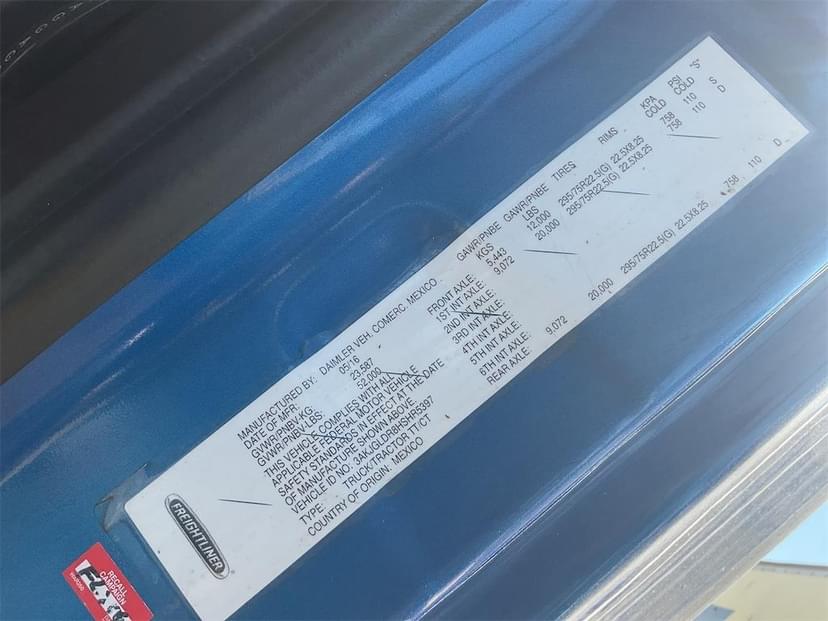 FREIGHTLINER
MANUFACTURED BY: DAIMLER VEH. COMERC. MEXICO
DATE OF MFR: 05/16
GVWR/PNBV-KG: 23,587
GVWR/PNBV-LBS: 52,000
THIS VEHICLE COMPLIES WITH ALL
APPLICABLE FEDERAL MOTOR VEHICLE
SAFETY STANDARDS IN EFFECT AT THE DATE
OF MANUFACTURE SHOWN ABOVE.
VEHICLE ID NO: 3AKJGLDR8HSHR5397
TYPE: TRUCK/TRACTOR TT/CT
COUNTRY OF ORIGIN: MEXICO
GAWR/PNBE GAWR/PNBE TIRES RIMS KPA PSI "S"
KGS LBS COLD COLD
FRONT AXLE: 5,443 12,000 295/75R22.5(G) 22.5X8.25 758 110 S
1ST INT AXLE: 9,072 20,000 295/75R22.5(G) 22.5X8.25 758 110 D
2ND INT AXLE:
3RD INT AXLE:
4TH INT AXLE:
5TH INT AXLE:
6TH INT AXLE:
REAR AXLE: 9,072 20,000 295/75R22.5(G) 22.5X8.25 758 110 D
RECALL
CAMPAIGN